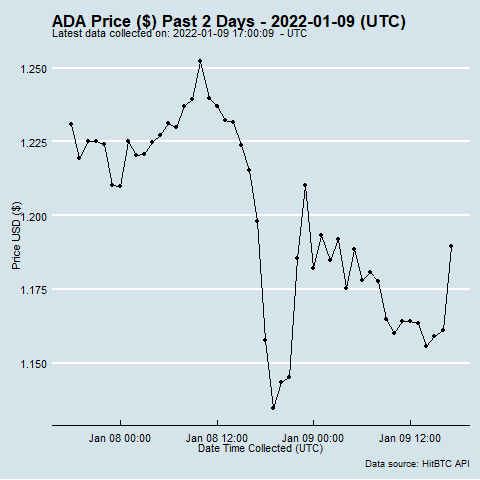 ADA Price ($) Past 2 Days - 2022-01-09 (UTC)
Latest data collected on: 2022-01-09 17:00:09 - UTC
1.250
1.225
1.200
1.175
1.150
Price USD ($)
Jan 08 00:00 Jan 08 12:00 Jan 09 00:00 Jan 09 12:00
Date Time Collected (UTC)
Data source: HitBTC API